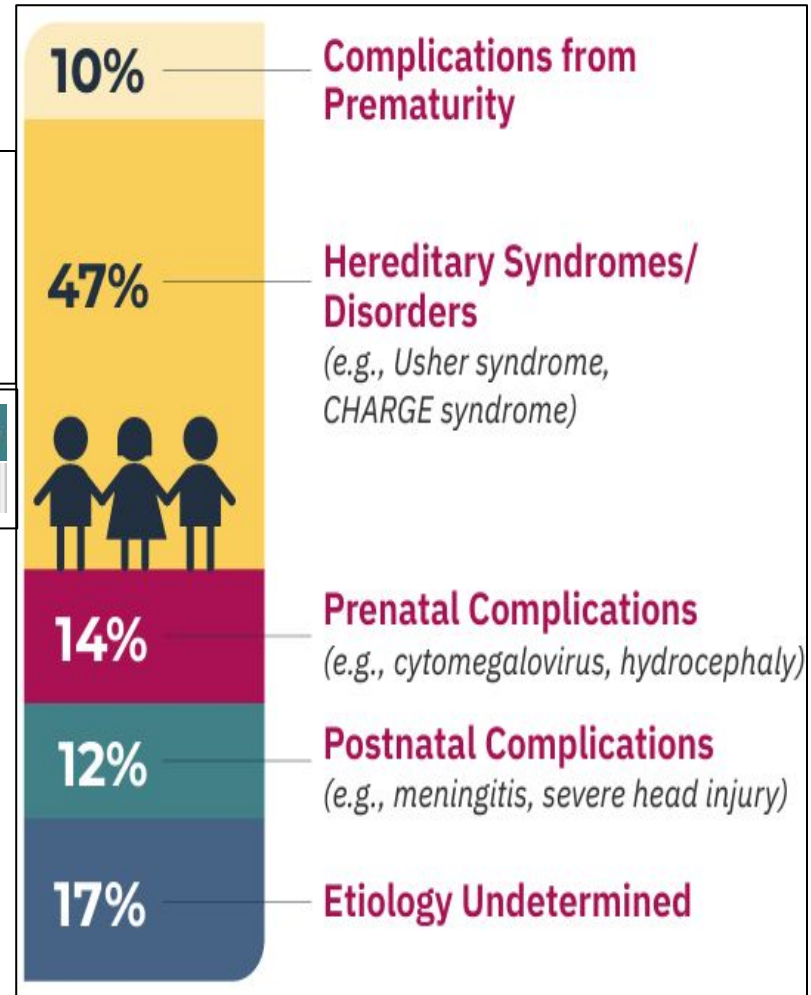 10%
Complications from
Prematurity
47%
Hereditary Syndromes/
Disorders
(e.g., Usher syndrome,
CHARGE syndrome)
14%
Prenatal Complications
(e.g., cytomegalovirus, hydrocephaly)
12%
Postnatal Complications
(e.g., meningitis, severe head injury)
17%
Etiology Undetermined